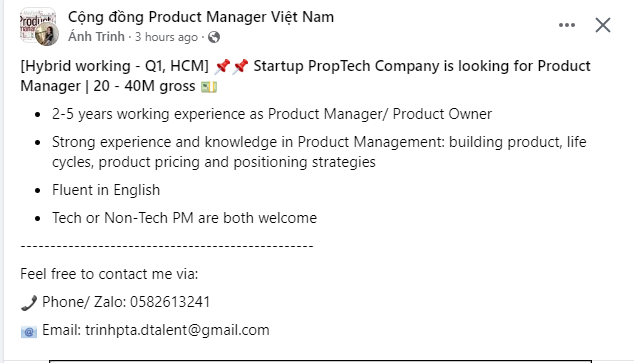 Cộng đồng Product Manager Việt Nam
Ánh Trinh · 3 hours ago ·
[Hybrid working - Q1, HCM] 📌📌 Startup PropTech Company is looking for Product
Manager | 20 - 40M gross 💵
• 2-5 years working experience as Product Manager/ Product Owner
• Strong experience and knowledge in Product Management: building product, life
cycles, product pricing and positioning strategies
• Fluent in English
• Tech or Non-Tech PM are both welcome
-------------------------------------------------
Feel free to contact me via:
📞 Phone/ Zalo: 0582613241
📧 Email: trinhpta.dtalent@gmail.com